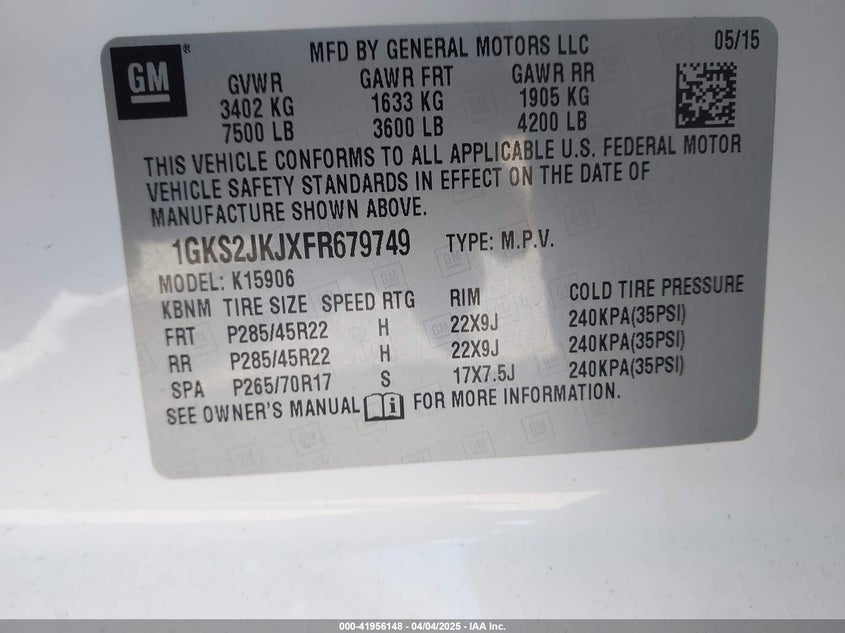 GM ® MFD BY GENERAL MOTORS LLC 05/15
GVWR GAWR FRT GAWR RR
3402 KG 1633 KG 1905 KG
7500 LB 3600 LB 4200 LB
THIS VEHICLE CONFORMS TO ALL APPLICABLE U.S. FEDERAL MOTOR
VEHICLE SAFETY STANDARDS IN EFFECT ON THE DATE OF
MANUFACTURE SHOWN ABOVE.
1GKS2JKJXFR679749 TYPE: M.P.V.
MODEL: K15906
KBNM TIRE SIZE SPEED RTG RIM COLD TIRE PRESSURE
FRT P285/45R22 H 22X9J 240KPA(35PSI)
RR P285/45R22 H 22X9J 240KPA(35PSI)
SPA P265/70R17 S 17X7.5J 240KPA(35PSI)
SEE OWNER'S MANUAL i FOR MORE INFORMATION.
000-41956148 - 04/04/2025 - IAA Inc.